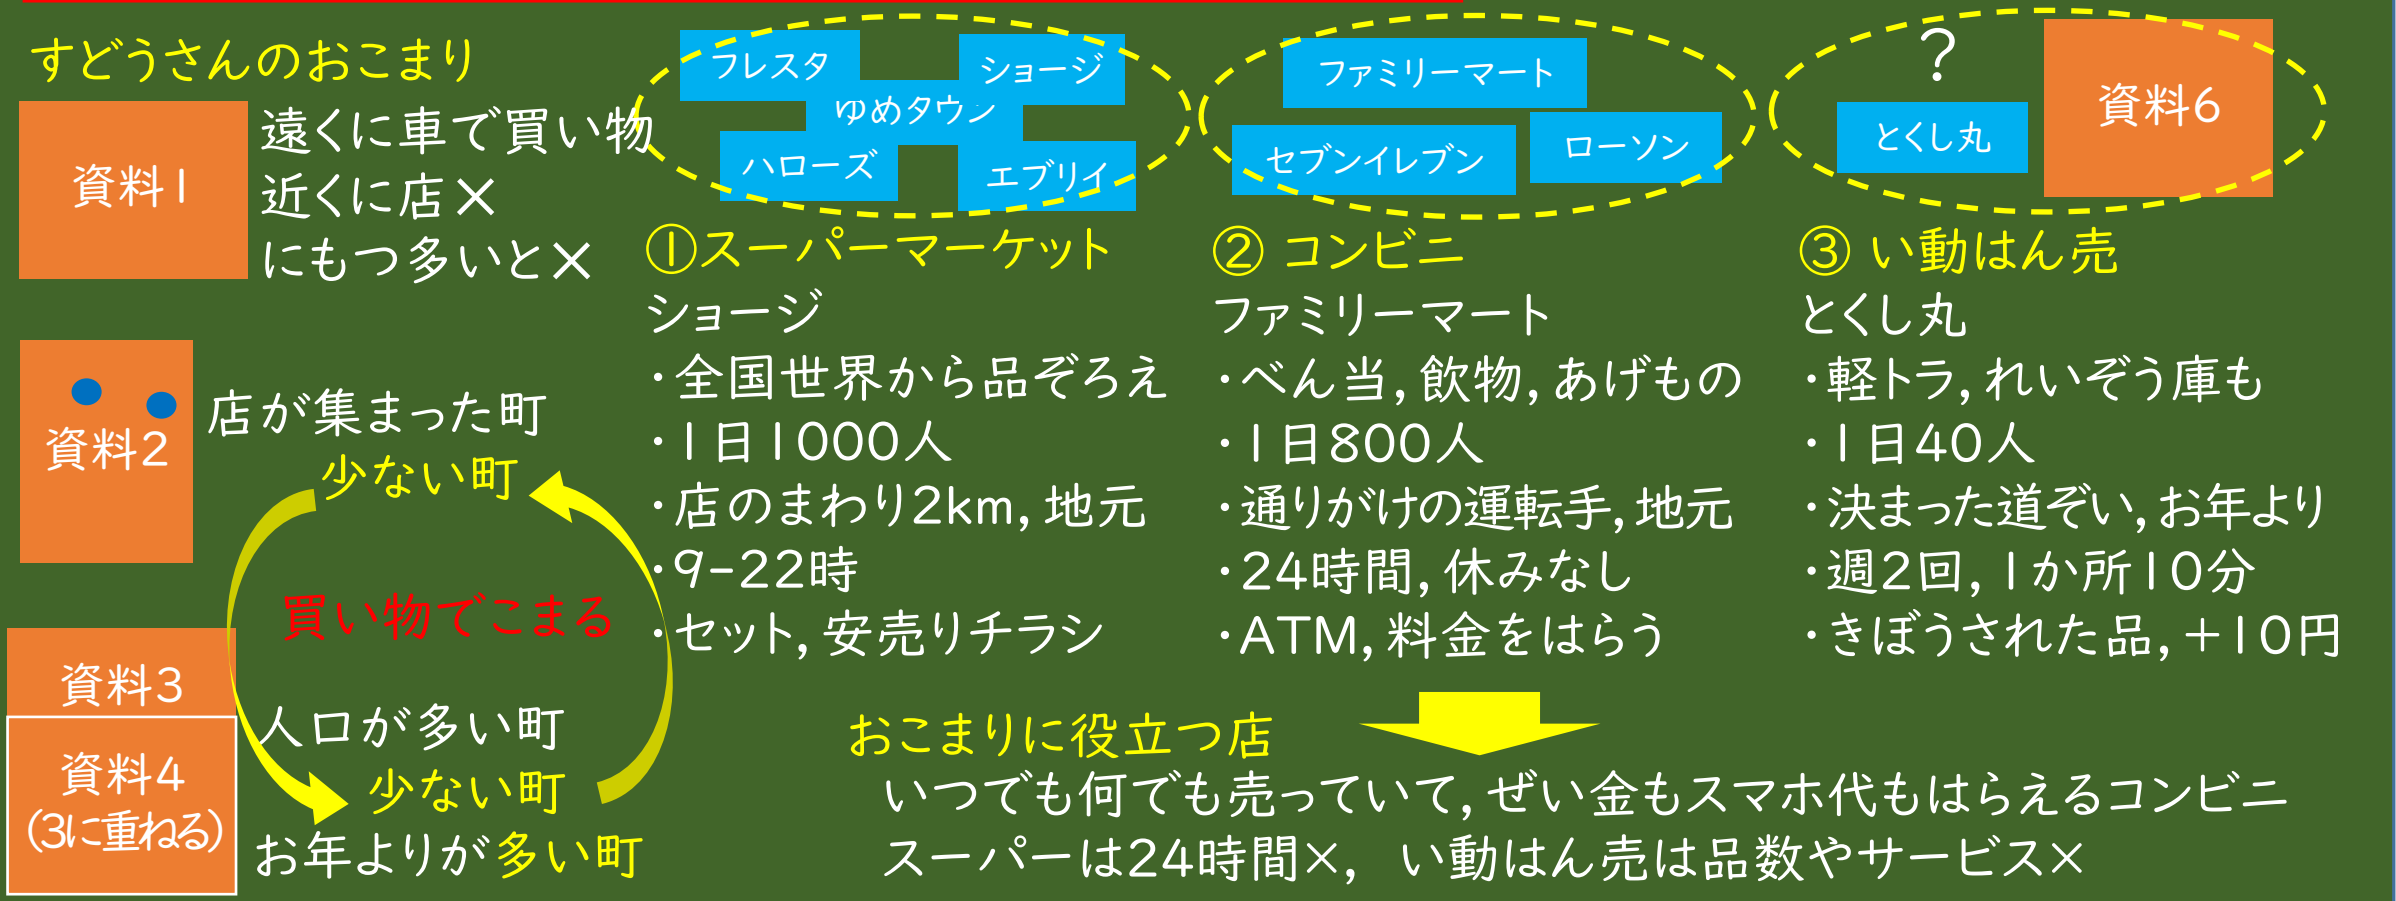 すどうさんのおこまり
資料1
遠くに車で買い物
近くに店×
にもつ多いと×
資料2
店が集まった町
少ない町
買い物でこまる
資料3
資料4
(3に重ねる)
人口が多い町
少ない町
お年よりが多い町
フレスタ
ショージ
ゆめタウン
ハローズ
エブリイ
①スーパーマーケット
ショージ
・全国世界から品ぞろえ
・1日1000人
・店のまわり2km,地元
・9-22時
・セット,安売りチラシ
ファミリーマート
セブンイレブン
ローソン
② コンビニ
ファミリーマート
・べん当,飲物,あげもの
・1日800人
・通りがけの運転手,地元
・24時間,休みなし
・ATM,料金をはらう
?
とくし丸
資料6
③ い動はん売
とくし丸
・軽トラ,れいぞう庫も
・1日40人
・決まった道ぞい,お年より
・週2回,1か所10分
・きぼうされた品,+10円
おこまりに役立つ店
いつでも何でも売っていて,ぜい金もスマホ代もはらえるコンビニ
スーパーは24時間×, い動はん売は品数やサービス×